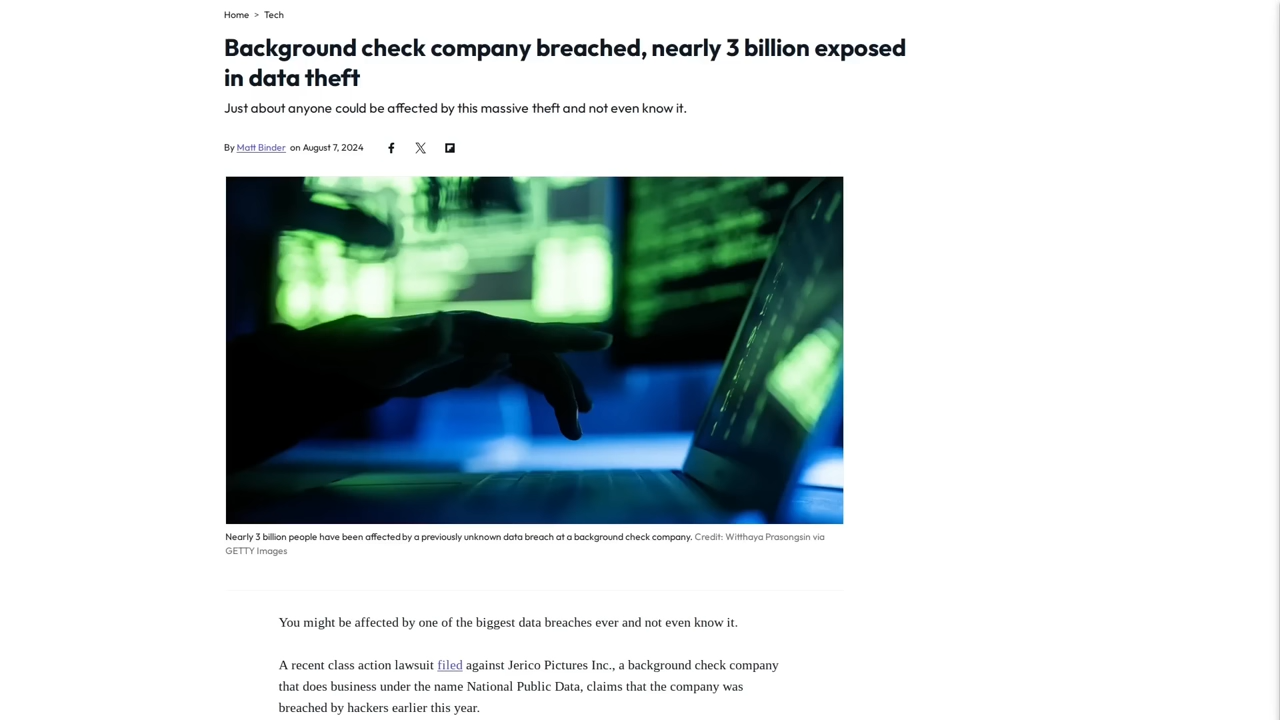 Home > Tech
Background check company breached, nearly 3 billion exposed
in data theft
Just about anyone could be affected by this massive theft and not even know it.
By Matt Binder on August 7, 2024
Nearly 3 billion people have been affected by a previously unknown data breach at a background check company. Credit: Witthaya Prasongsin via
GETTY Images
You might be affected by one of the biggest data breaches ever and not even know it.
A recent class action lawsuit filed against Jerico Pictures Inc., a background check company
that does business under the name National Public Data, claims that the company was
breached by hackers earlier this year.